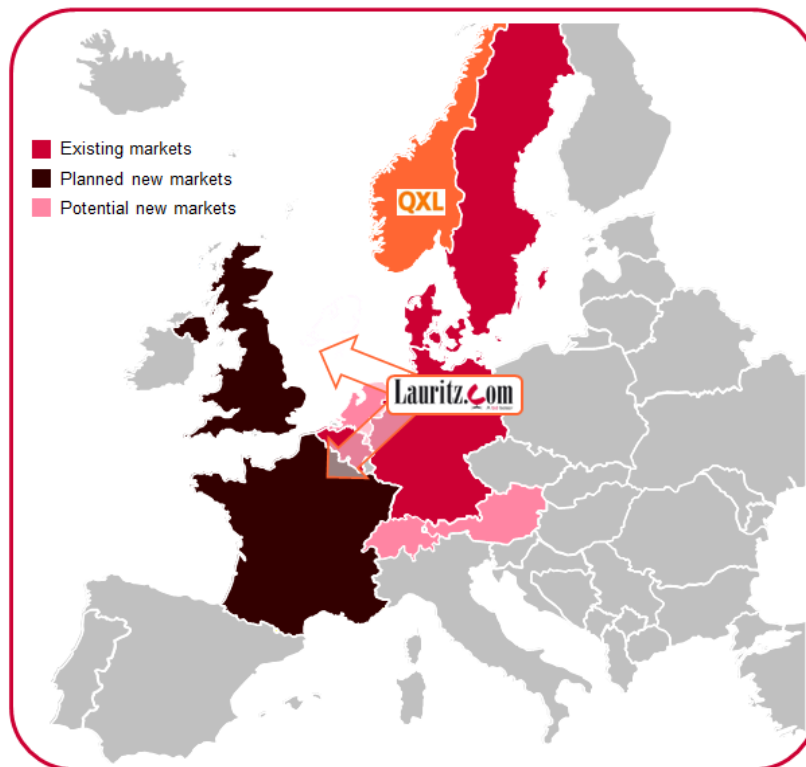 Existing markets
Planned new markets
Potential new markets
QXL
Lauritz.com